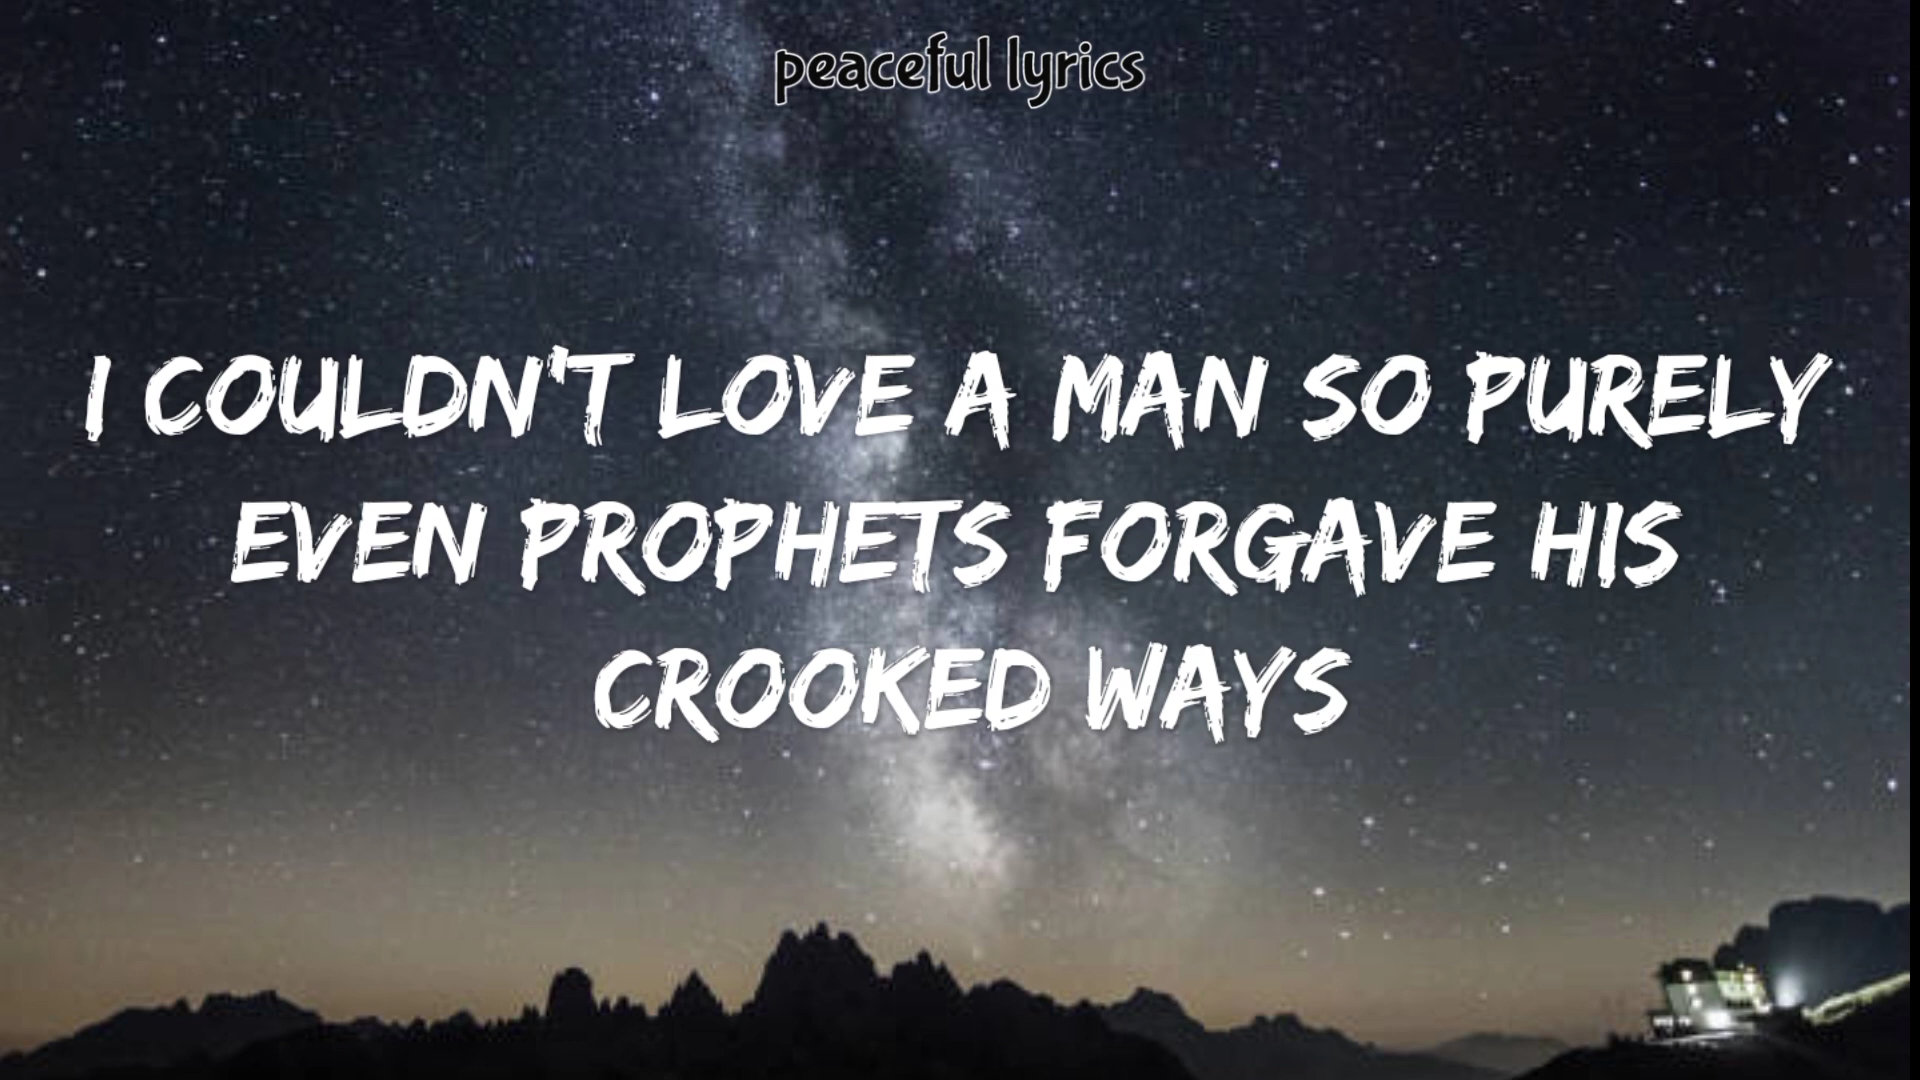 peaceful lyrics
I COULDN'T LOVE A MAN SO PURELY
EVEN PROPHETS FORGAVE HIS
CROOKED WAYS